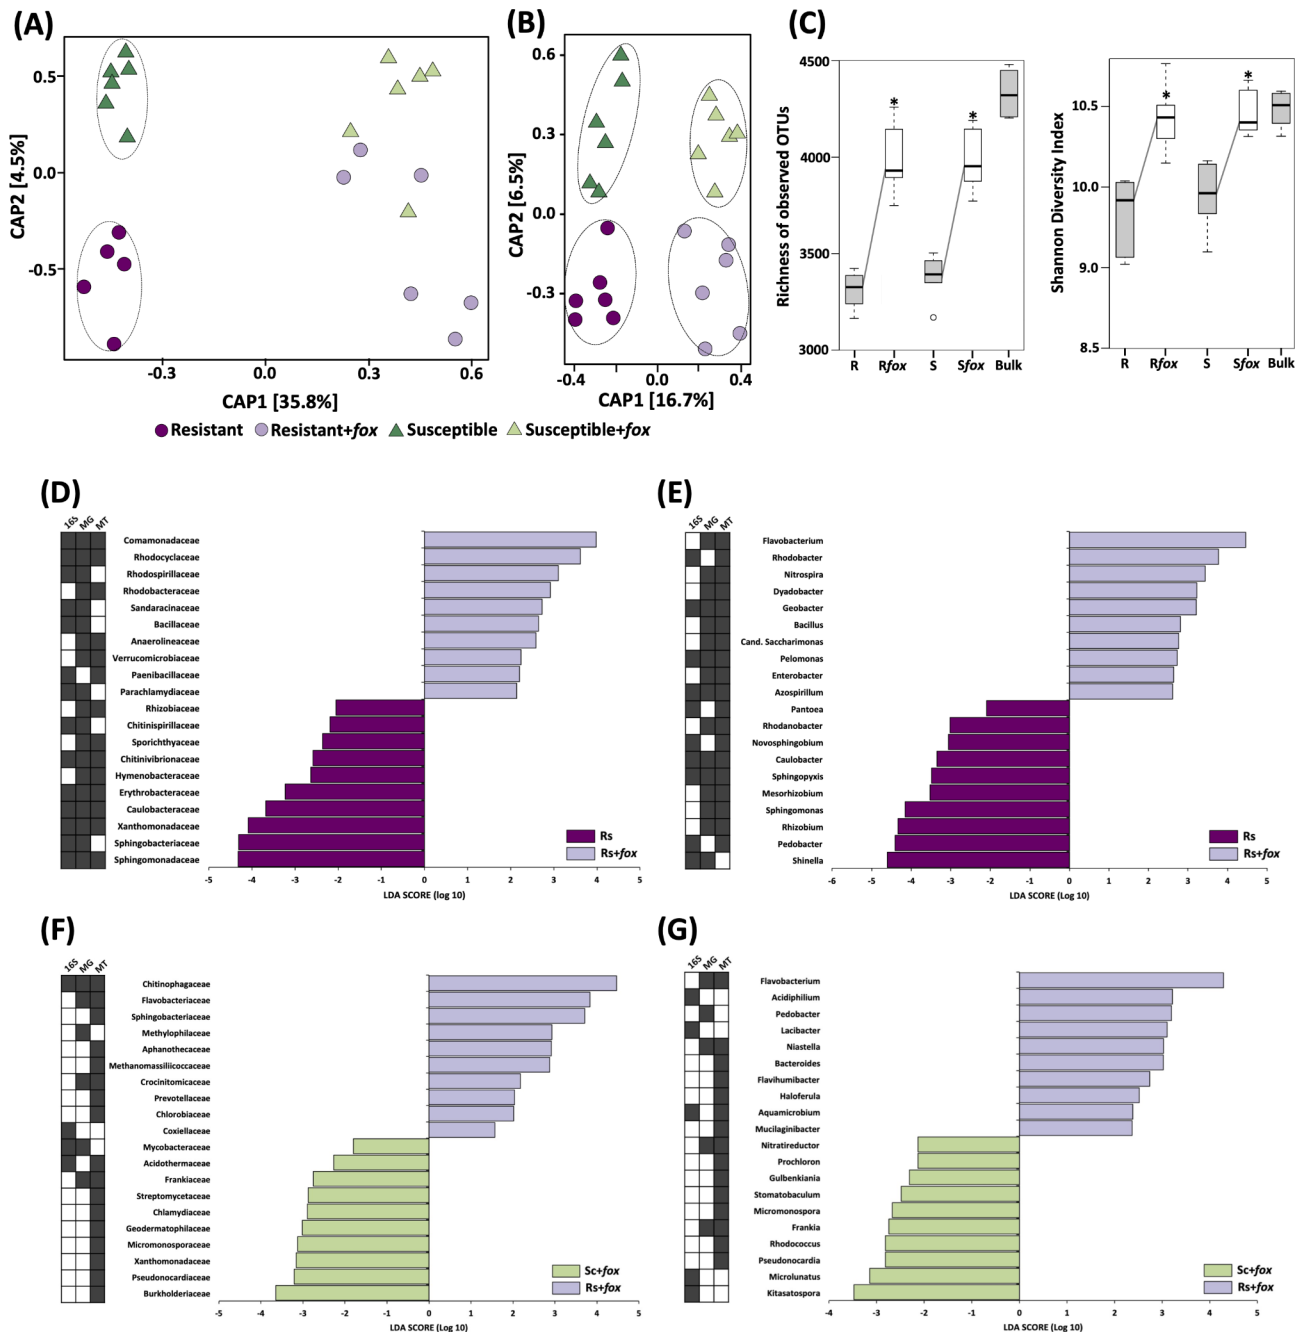 (A)
0.5
0.0
-0.5
CAP2 [4.5%]
-0.3
0.0
0.3
0.6
CAP1 [35.8%]
(B)
0.6
0.3
0.0
-0.3
CAP2 [6.5%]
-0.4
0.0
0.4
CAP1 [16.7%]
Resistant Resistant+fox Susceptible Susceptible+fox
(C)
4500
4000
3500
3000
Richness of observed OTUs
* *
R Rfox S Sfox Bulk
10.5
10.0
9.0
8.5
Shannon Diversity Index
* *
R Rfox S Sfox Bulk
(D)
16S MG MT
Comamonadaceae
Rhodocyclaceae
Rhodospirillaceae
Rhodobacteraceae
Sandaracinaceae
Bacillaceae
Anaerolineaceae
Verrucomicrobiaceae
Paenibacillaceae
Parachlamydiaceae
Rhizobiaceae
Chitinispirillaceae
Sporichthyaceae
Chitinivibrionaceae
Hymenobacteraceae
Erythrobacteraceae
Caulobacteraceae
Xanthomonadaceae
Sphingobacteriaceae
Sphingomonadaceae
Rs
Rs+fox
-5 -4 -3 -2 -1 0 1 2 3 4 5
LDA SCORE (log 10)
(E)
16S MG MT
Flavobacterium
Rhodobacter
Nitrospira
Dyadobacter
Geobacter
Bacillus
Cand. Saccharimonas
Pelomonas
Enterobacter
Azospirillum
Pantoea
Rhodanobacter
Novosphingobium
Caulobacter
Sphingopyxis
Mesorhizobium
Sphingomonas
Rhizobium
Pedobacter
Shinella
Rs
Rs+fox
-6 -5 -4 -3 -2 -1 0 1 2 3 4 5
LDA SCORE (Log 10)
(F)
16S MG MT
Chitinophagaceae
Flavobacteriaceae
Sphingobacteriaceae
Methylophilaceae
Aphanothecaceae
Methanomassiliicoccaceae
Crocinitomicaceae
Prevotellaceae
Chlorobiaceae
Coxiellaceae
Mycobacteraceae
Acidothermaceae
Frankiaceae
Streptomycetaceae
Chlamydiaceae
Geodermatophilaceae
Micromonosporaceae
Xanthomonadaceae
Pseudonocardiaceae
Burkholderiaceae
Sc+fox
Rs+fox
-5 -4 -3 -2 -1 0 1 2 3 4 5
LDA SCORE (Log 10)
(G)
16S MG MT
Flavobacterium
Acidiphilium
Pedobacter
Lacibacter
Niastella
Bacteroides
Flavihumibacter
Haloferula
Aquamicrobium
Mucilaginibacter
Nitratireductor
Prochloron
Gulbenkiania
Stomatobaculum
Micromonospora
Frankia
Rhodococcus
Pseudonocardia
Microlunatus
Kitasatospora
Sc+fox
Rs+fox
-4 -3 -2 -1 0 1 2 3 4 5
LDA SCORE (Log 10)